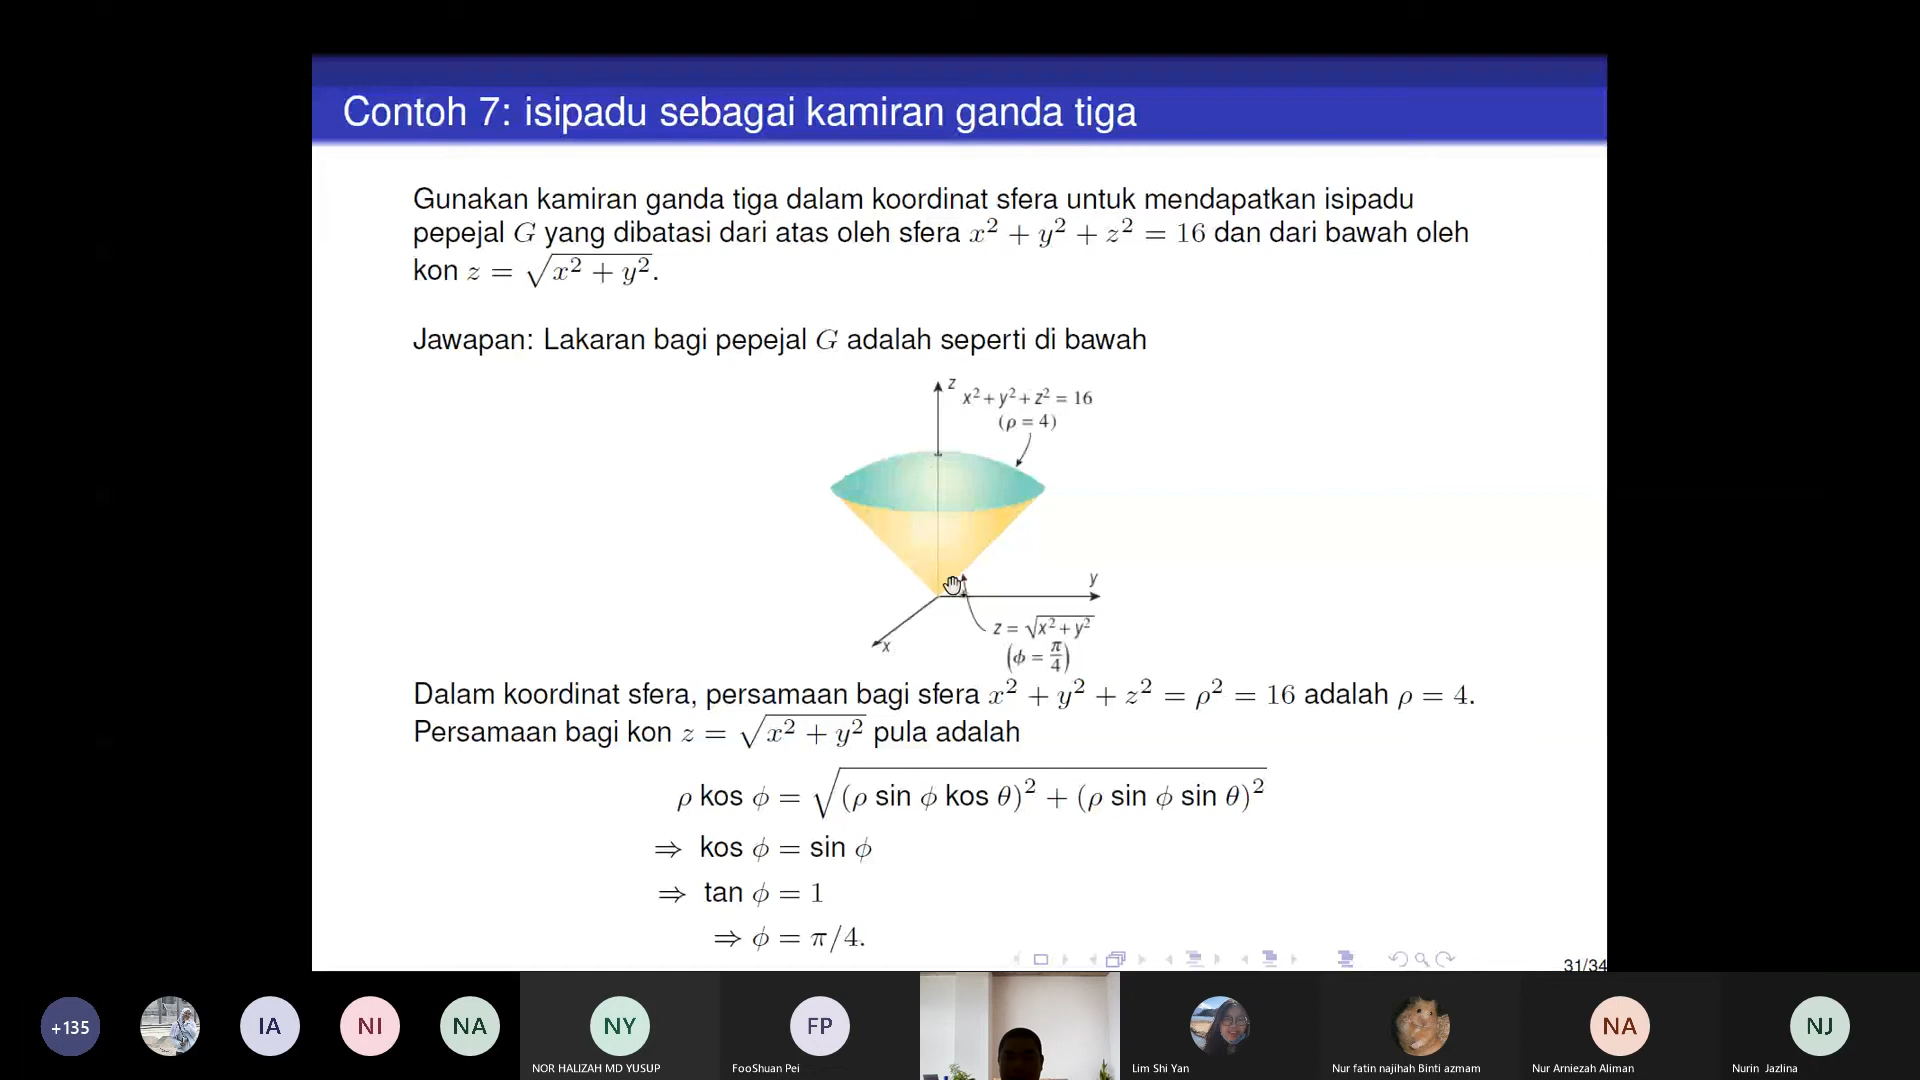 Contoh 7: isipadu sebagai kamiran ganda tiga
Gunakan kamiran ganda tiga dalam koordinat sfera untuk mendapatkan isipadu
pepejal G yang dibatasi dari atas oleh sfera x² + y² + z² = 16 dan dari bawah oleh
kon z = √(x² + y²).
Jawapan: Lakaran bagi pepejal G adalah seperti di bawah
z
x² + y² + z² = 16
(ρ = 4)
y
z = √(x² + y²)
x
(ϕ = π/4)
Dalam koordinat sfera, persamaan bagi sfera x² + y² + z² = ρ² = 16 adalah ρ = 4.
Persamaan bagi kon z = √(x² + y²) pula adalah
ρ kos ϕ = √((ρ sin ϕ kos θ)² + (ρ sin ϕ sin θ)²)
⇒ kos ϕ = sin ϕ
⇒ tan ϕ = 1
⇒ ϕ = π/4.
31/34
+135
IA
NI
NA
NY
FP
NA
NJ
NOR HALIZAH MD YUSUP
FooShuan Pei
Lim Shi Yan
Nur fatin najihah Binti azmam
Nur Arniezah Aliman
Nurin Jazlina